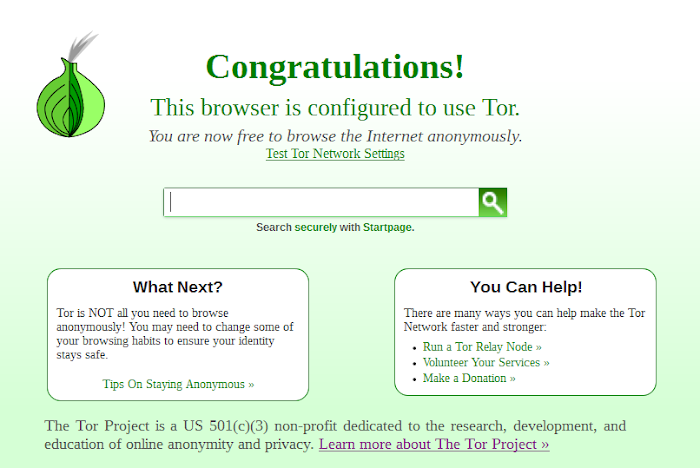 Congratulations!
This browser is configured to use Tor.
You are now free to browse the Internet anonymously.
Test Tor Network Settings
Search securely with Startpage.
What Next?
Tor is NOT all you need to browse
anonymously! You may need to change some of
your browsing habits to ensure your identity
stays safe.
Tips On Staying Anonymous »
You Can Help!
There are many ways you can help make the Tor
Network faster and stronger:
• Run a Tor Relay Node »
• Volunteer Your Services »
• Make a Donation »
The Tor Project is a US 501(c)(3) non-profit dedicated to the research, development, and
education of online anonymity and privacy. Learn more about The Tor Project »